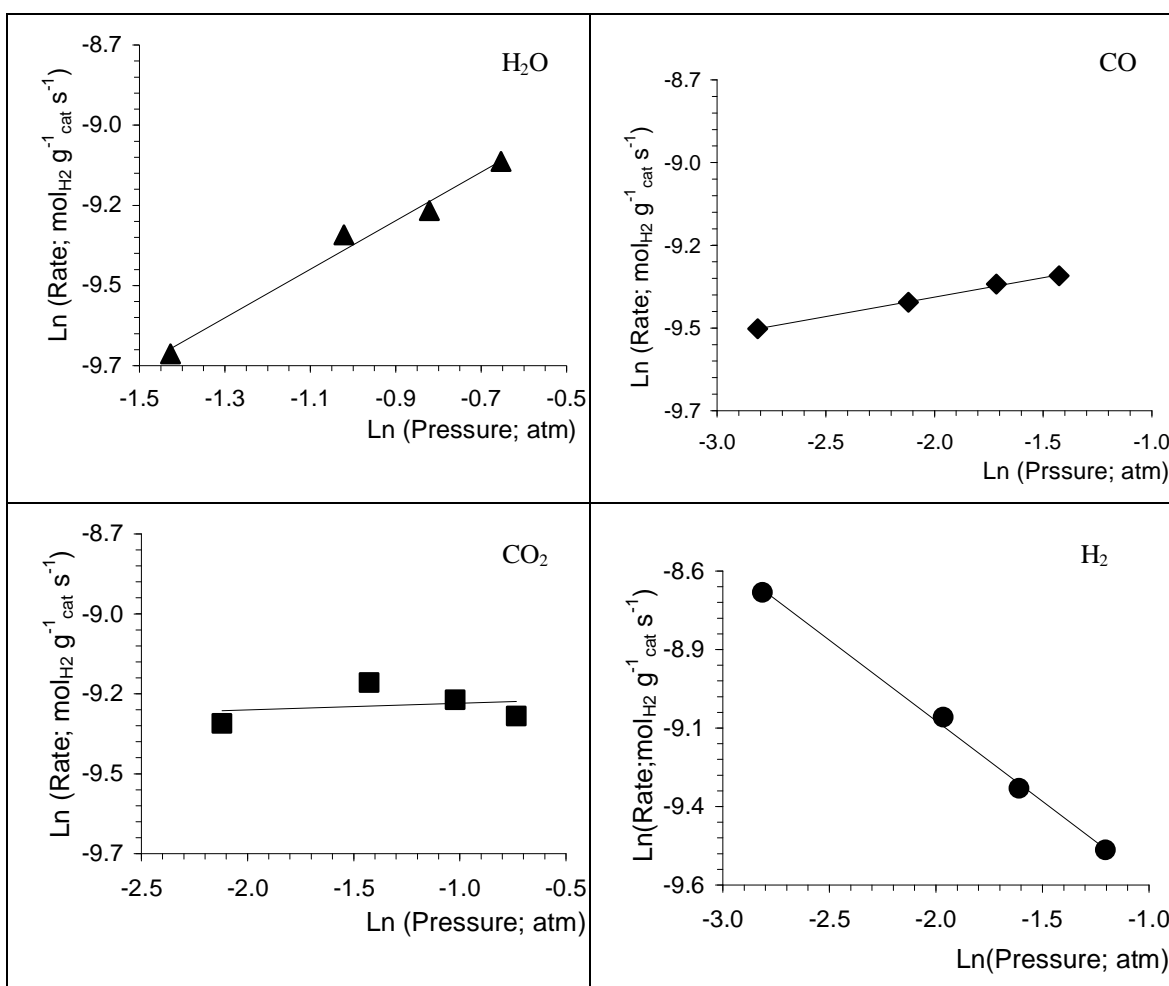 H2O
-8.7
-9.0
-9.2
-9.5
-9.7
-1.5 -1.3 -1.1 -0.9 -0.7 -0.5
Ln (Rate; molH2 g-1cat s-1)
Ln (Pressure; atm)
CO
-8.7
-9.0
-9.2
-9.5
-9.7
-3.0 -2.5 -2.0 -1.5 -1.0
Ln (Rate; molH2 g-1cat s-1)
Ln (Prssure; atm)
CO2
-8.7
-9.0
-9.2
-9.5
-9.7
-2.5 -2.0 -1.5 -1.0 -0.5
Ln (Rate; molH2 g-1cat s-1)
Ln (Pressure; atm)
H2
-8.6
-8.9
-9.1
-9.4
-9.6
-3.0 -2.5 -2.0 -1.5 -1.0
Ln(Rate;molH2 g-1cat s-1)
Ln(Pressure; atm)